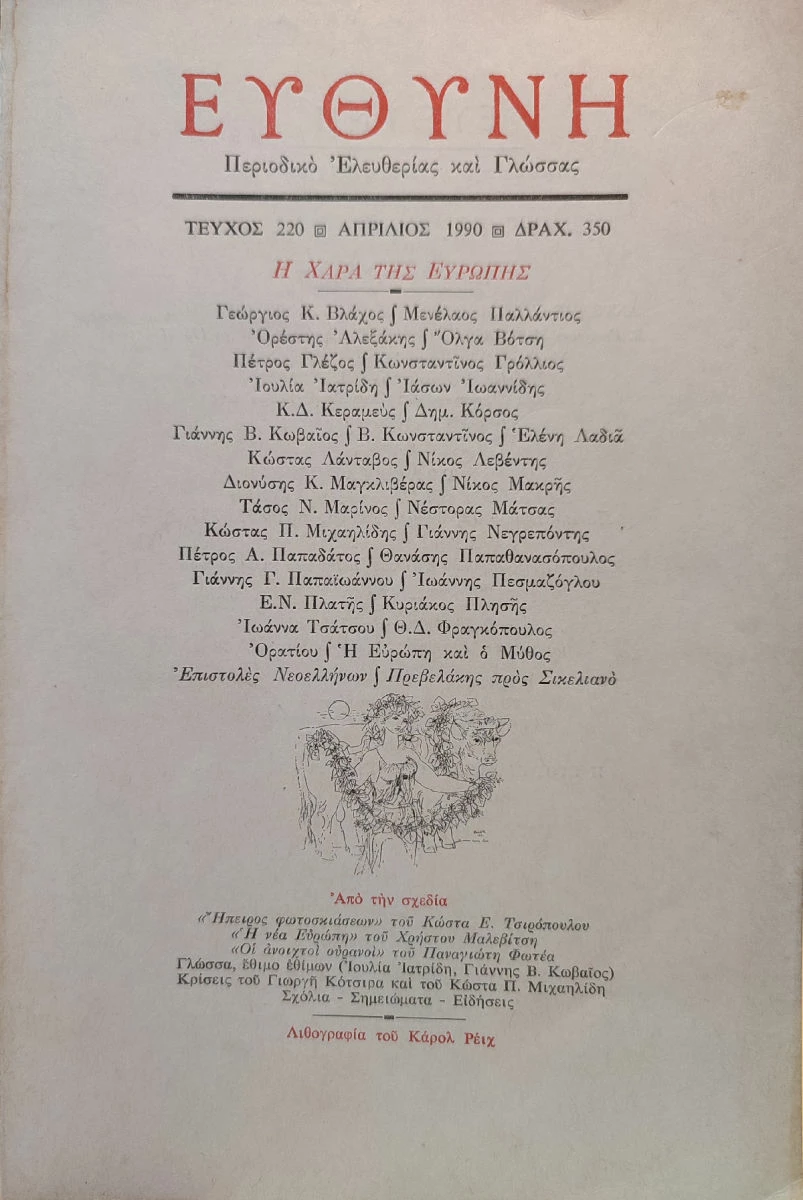 ΕΥΘΥΝΗ
Περιοδικὸ Ἐλευθερίας καὶ Γλώσσας
ΤΕΥΧΟΣ 220 ▣ ΑΠΡΙΛΙΟΣ 1990 ▣ ΔΡΑΧ. 350
Η ΧΑΡΑ ΤΗΣ ΕΥΡΩΠΗΣ
Γεώργιος Κ. Βλάχος ∫ Μενέλαος Παλλάντιος
Ὀρέστης Ἀλεξάκης ∫ Ὄλγα Βότση
Πέτρος Γλέζος ∫ Κωνσταντῖνος Γρόλλιος
Ἰουλία Ἰατρίδη ∫ Ἰάσων Ἰωαννίδης
Κ.Δ. Κεραμεὺς ∫ Δημ. Κόρσος
Γιάννης Β. Κωβαῖος ∫ Β. Κωνσταντῖνος ∫ Ἑλένη Λαδιᾶ
Κώστας Λάνταβος ∫ Νίκος Λεβέντης
Διονύσης Κ. Μαγκλιβέρας ∫ Νίκος Μακρῆς
Τάσος Ν. Μαρίνος ∫ Νέστορας Μάτσας
Κώστας Π. Μιχαηλίδης ∫ Γιάννης Νεγρεπόντης
Πέτρος Α. Παπαδάτος ∫ Θανάσης Παπαθανασόπουλος
Γιάννης Γ. Παπαϊωάννου ∫ Ἰωάννης Πεσμαζόγλου
Ε.Ν. Πλατῆς ∫ Κυριάκος Πλησῆς
Ἰωάννα Τσάτσου ∫ Θ.Δ. Φραγκόπουλος
Ὁρατίου ∫ Ἡ Εὐρώπη καὶ ὁ Μύθος
Ἐπιστολὲς Νεοελλήνων ∫ Πρεβελάκης πρὸς Σικελιανὸ
Ἀπὸ τὴν σχεδία
«Ἤπειρος φωτοσκιάσεων» τοῦ Κώστα Ε. Τσιρόπουλου
«Ἡ νέα Εὐρώπη» τοῦ Χρήστου Μαλεβίτση
«Οἱ ἀνοιχτοὶ οὐρανοὶ» τοῦ Παναγιώτη Φωτέα
Γλώσσα, ἔθιμο ἐθίμων (Ἰουλία Ἰατρίδη, Γιάννης Β. Κωβαῖος)
Κρίσεις τοῦ Γιωργῆ Κότσιρα καὶ τοῦ Κώστα Π. Μιχαηλίδη
Σχόλια - Σημειώματα - Εἰδήσεις
Λιθογραφία τοῦ Κάρολ Ρέιχ